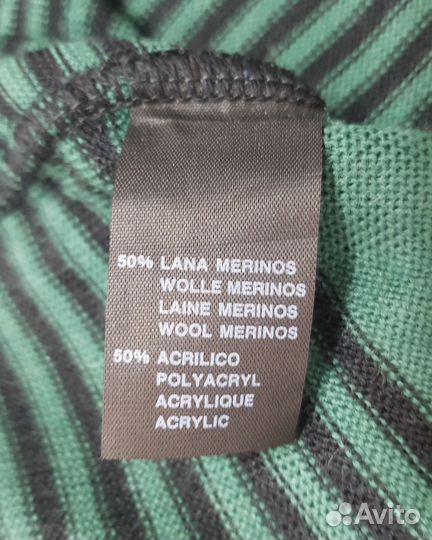 50% LANA MERINOS
WOLLE MERINOS
LAINE MERINOS
WOOL MERINOS
50% ACRILICO
POLYACRYL
ACRYLIQUE
ACRYLIC
Avito